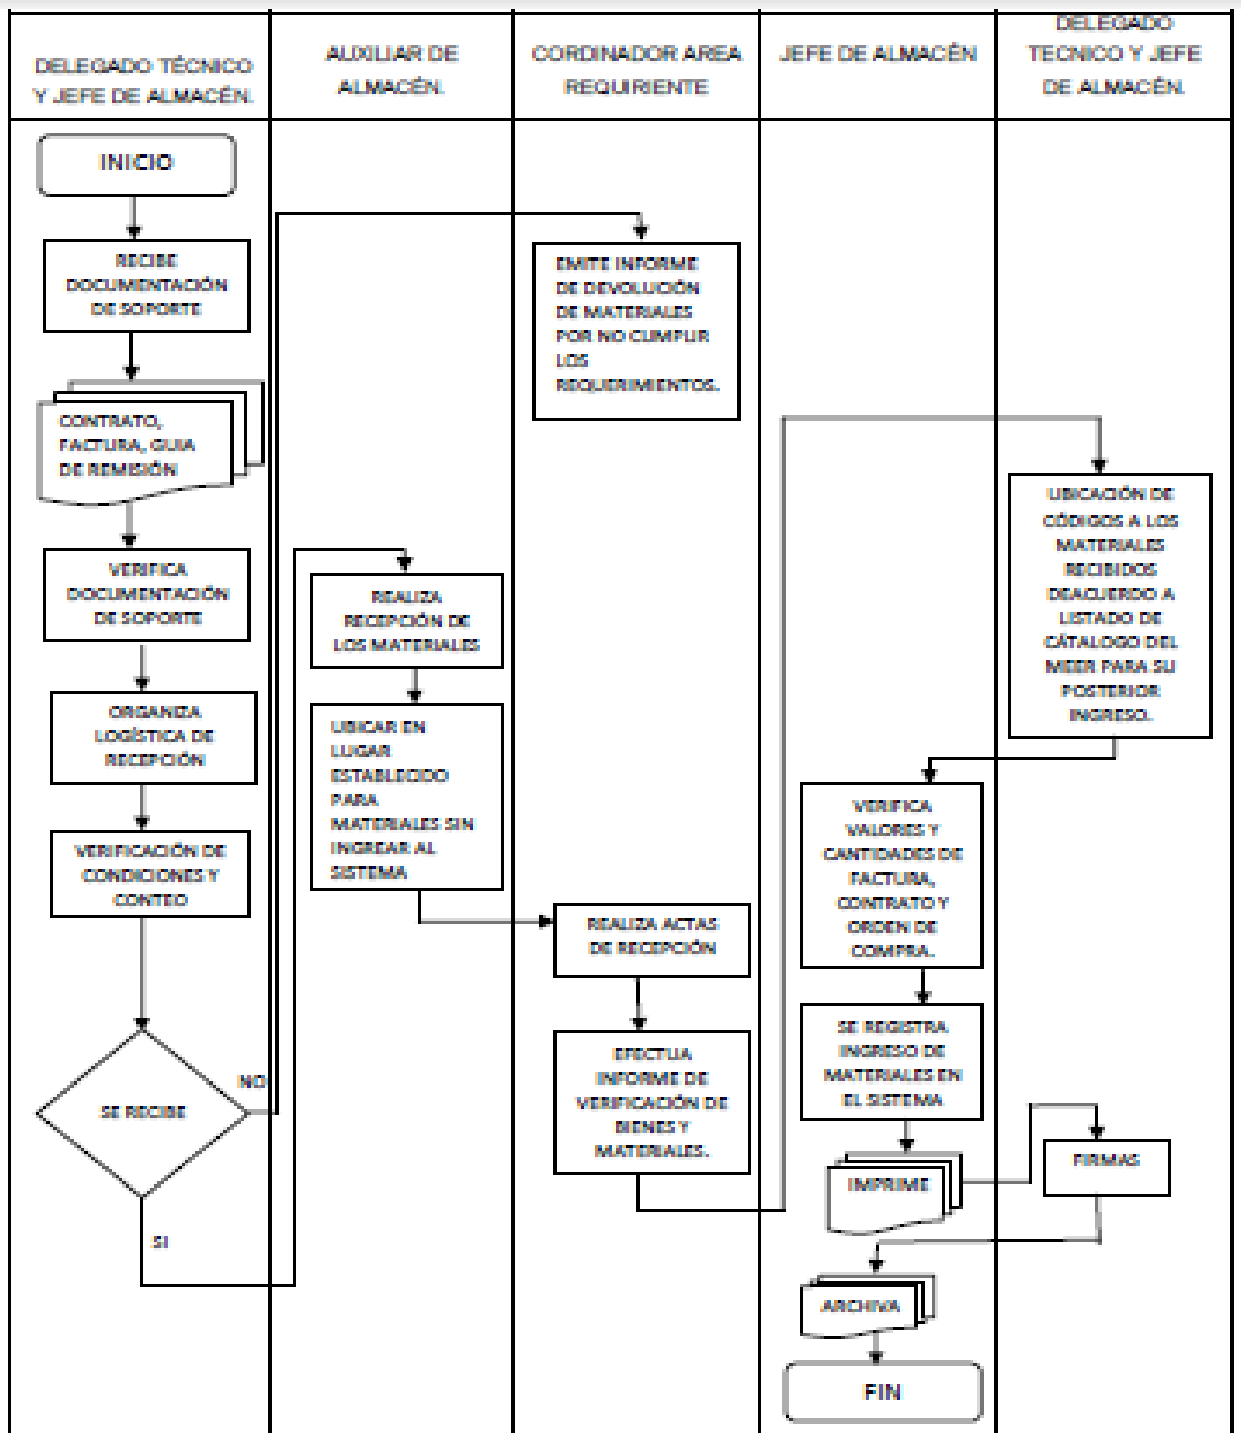 DELEGADO TÉCNICO
Y JEFE DE ALMACÉN.
AUXILIAR DE
ALMACÉN.
CORDINADOR AREA
REQUIRIENTE
JEFE DE ALMACÉN
DELEGADO
TECNICO Y JEFE
DE ALMACÉN.
INICIO
RECIBE
DOCUMENTACIÓN
DE SOPORTE
CONTRATO,
FACTURA, GUIA
DE REMISIÓN
VERIFICA
DOCUMENTACIÓN
DE SOPORTE
ORGANIZA
LOGÍSTICA DE
RECEPCIÓN
VERIFICACIÓN DE
CONDICIONES Y
CONTEO
SE RECIBE
NO
SI
REALIZA
RECEPCIÓN DE
LOS MATERIALES
UBICAR EN
LUGAR
ESTABLECIDO
PARA
MATERIALES SIN
INGREAR AL
SISTEMA
EMITE INFORME
DE DEVOLUCIÓN
DE MATERIALES
POR NO CUMPLIR
LOS
REQUERIMIENTOS.
REALIZA ACTAS
DE RECEPCIÓN
EFECTUA
INFORME DE
VERIFICACIÓN DE
BIENES Y
MATERIALES.
UBICACIÓN DE
CÓDIGOS A LOS
MATERIALES
RECIBIDOS
DEACUERDO A
LISTADO DE
CÁTALOGO DEL
MEER PARA SU
POSTERIOR
INGRESO.
VERIFICA
VALORES Y
CANTIDADES DE
FACTURA,
CONTRATO Y
ORDEN DE
COMPRA.
SE REGISTRA
INGRESO DE
MATERIALES EN
EL SISTEMA
IMPRIME
FIRMAS
ARCHIVA
FIN